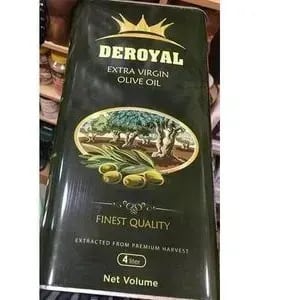 DEROYAL
EXTRA VIRGIN
OLIVE OIL
FINEST QUALITY
EXTRACTED FROM PREMIUM HARVEST
4 liter
Net Volume